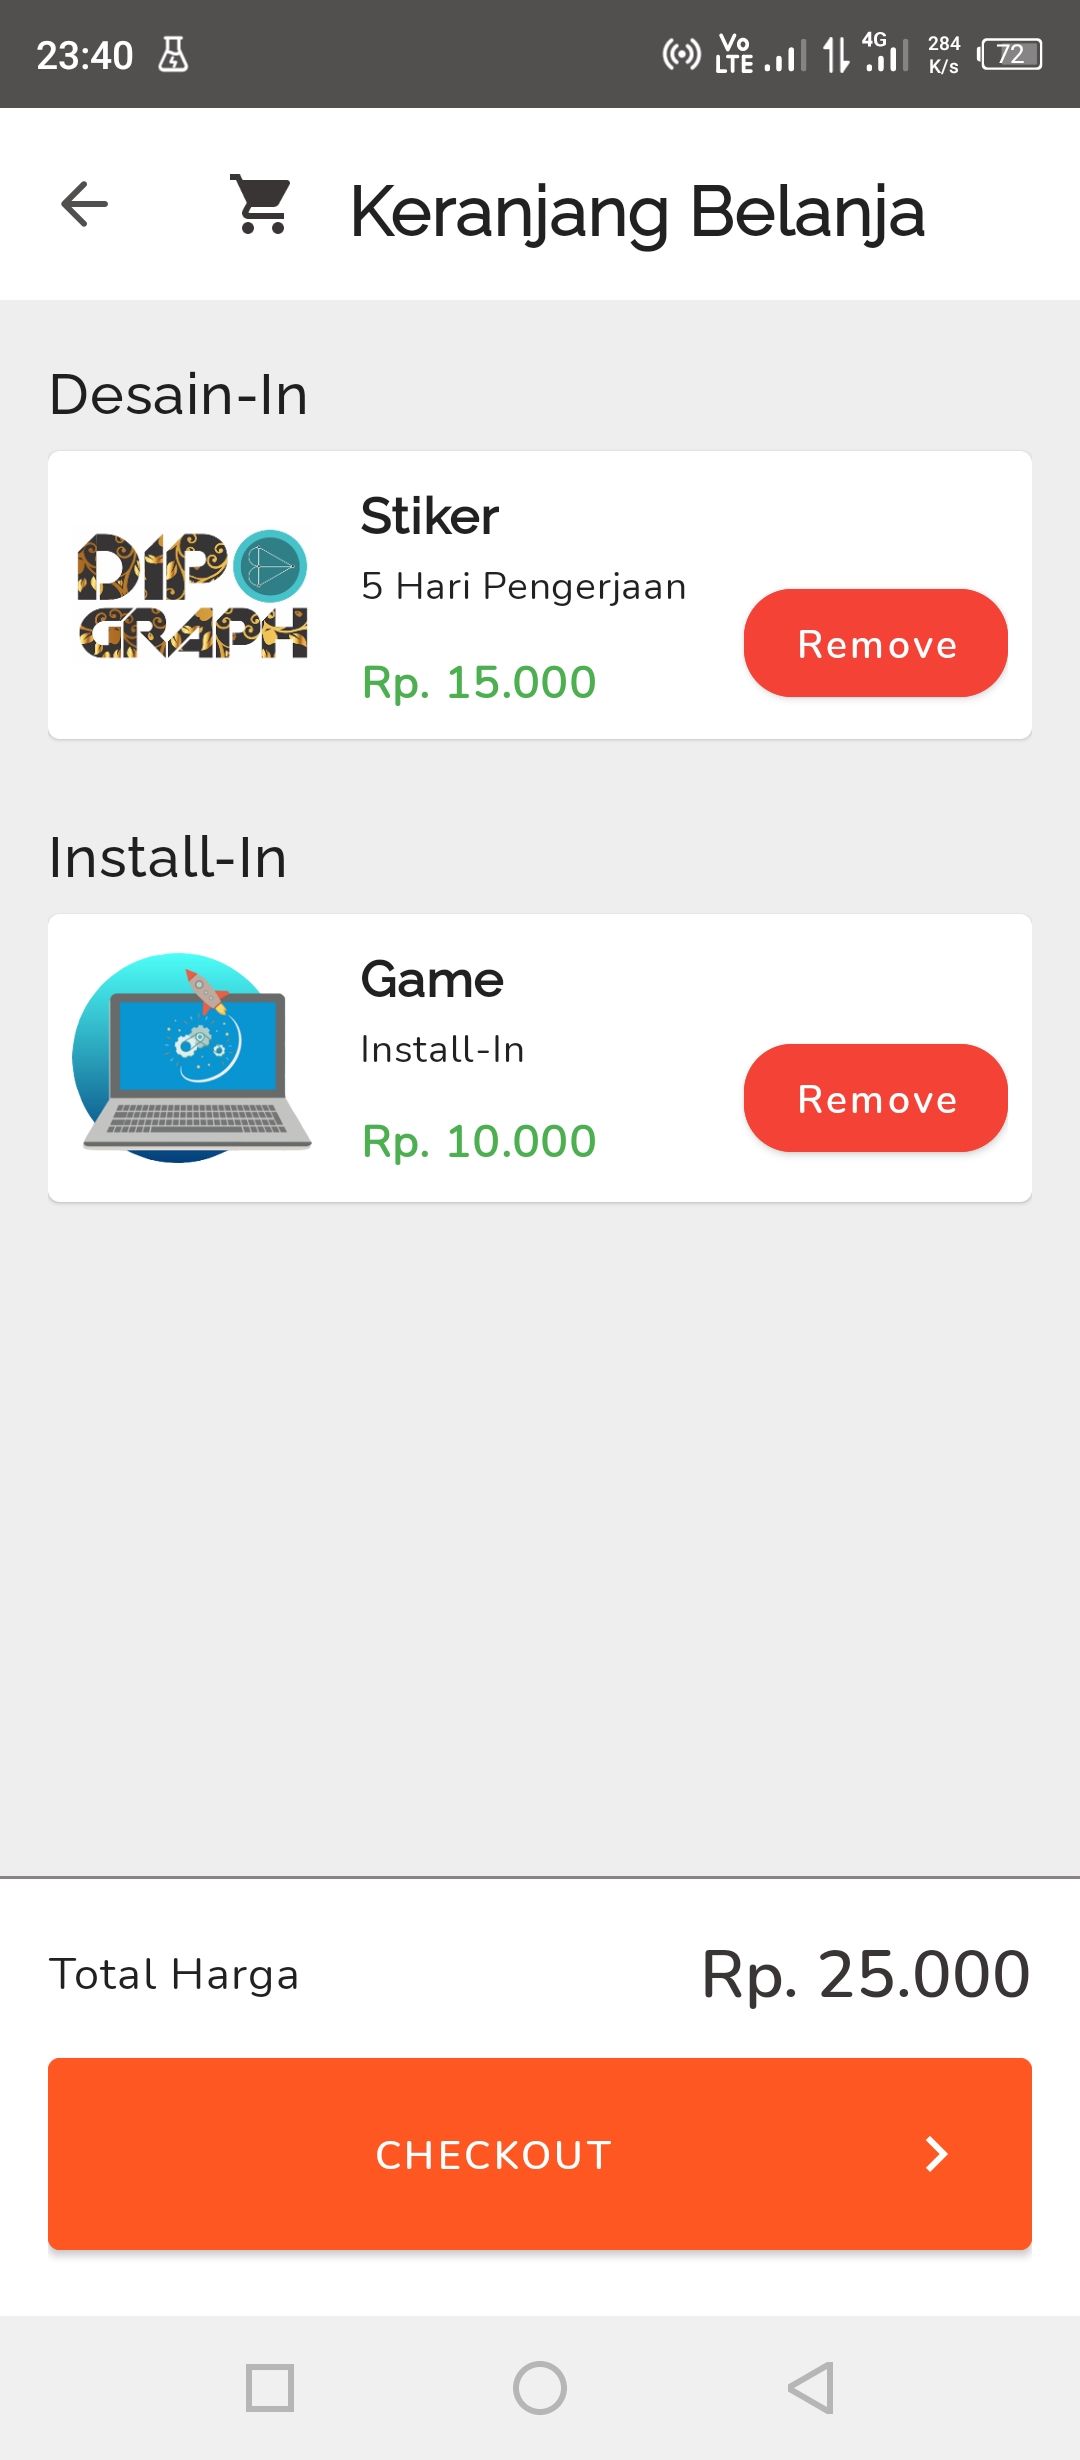 23:40
Vo
LTE
4G
284
K/s
72
Keranjang Belanja
Desain-In
DIPO
GRAPH
Stiker
5 Hari Pengerjaan
Rp. 15.000
Remove
Install-In
Game
Install-In
Rp. 10.000
Remove
Total Harga
Rp. 25.000
CHECKOUT